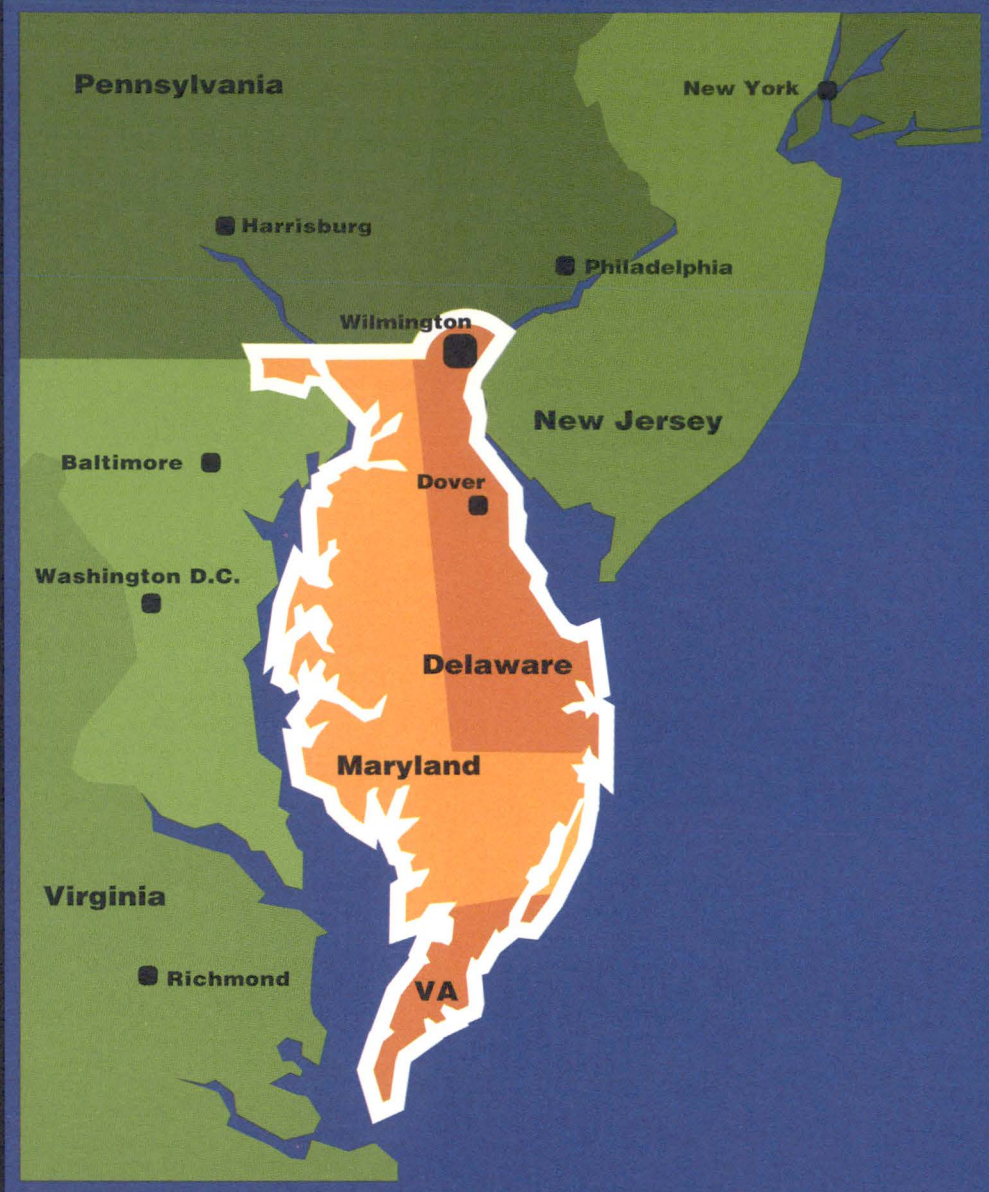 Pennsylvania
New York
Harrisburg
Philadelphia
Wilmington
New Jersey
Baltimore
Dover
Washington D.C.
Delaware
Maryland
Virginia
Richmond
VA